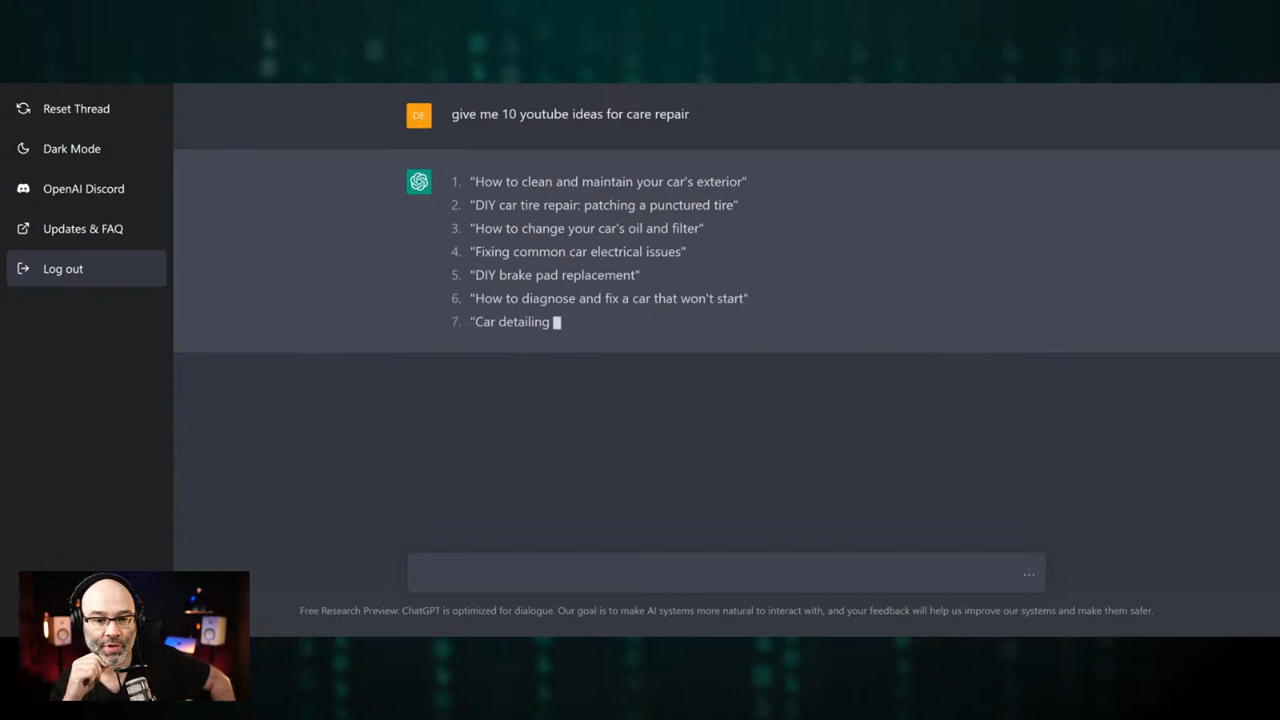 Reset Thread
Dark Mode
OpenAI Discord
Updates & FAQ
Log out
DE
give me 10 youtube ideas for care repair
1. "How to clean and maintain your car's exterior"
2. "DIY car tire repair: patching a punctured tire"
3. "How to change your car's oil and filter"
4. "Fixing common car electrical issues"
5. "DIY brake pad replacement"
6. "How to diagnose and fix a car that won't start"
7. "Car detailing
...
Free Research Preview: ChatGPT is optimized for dialogue. Our goal is to make AI systems more natural to interact with, and your feedback will help us improve our systems and make them safer.